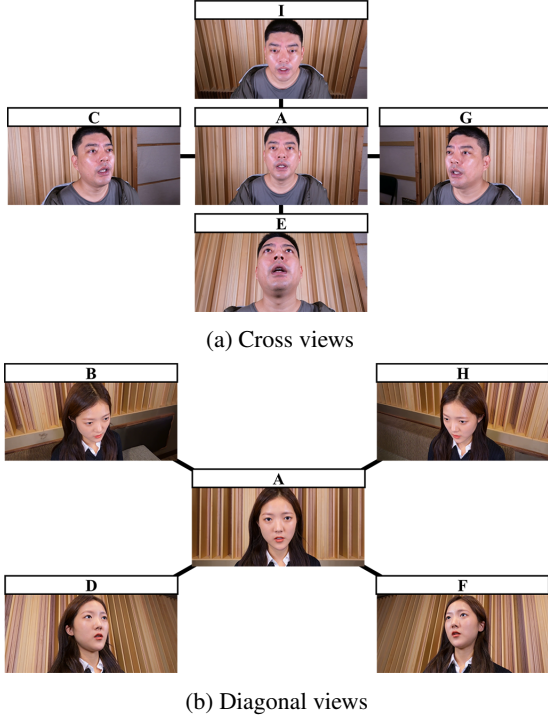 I
C A G
E
(a) Cross views
B H
A
D F
(b) Diagonal views